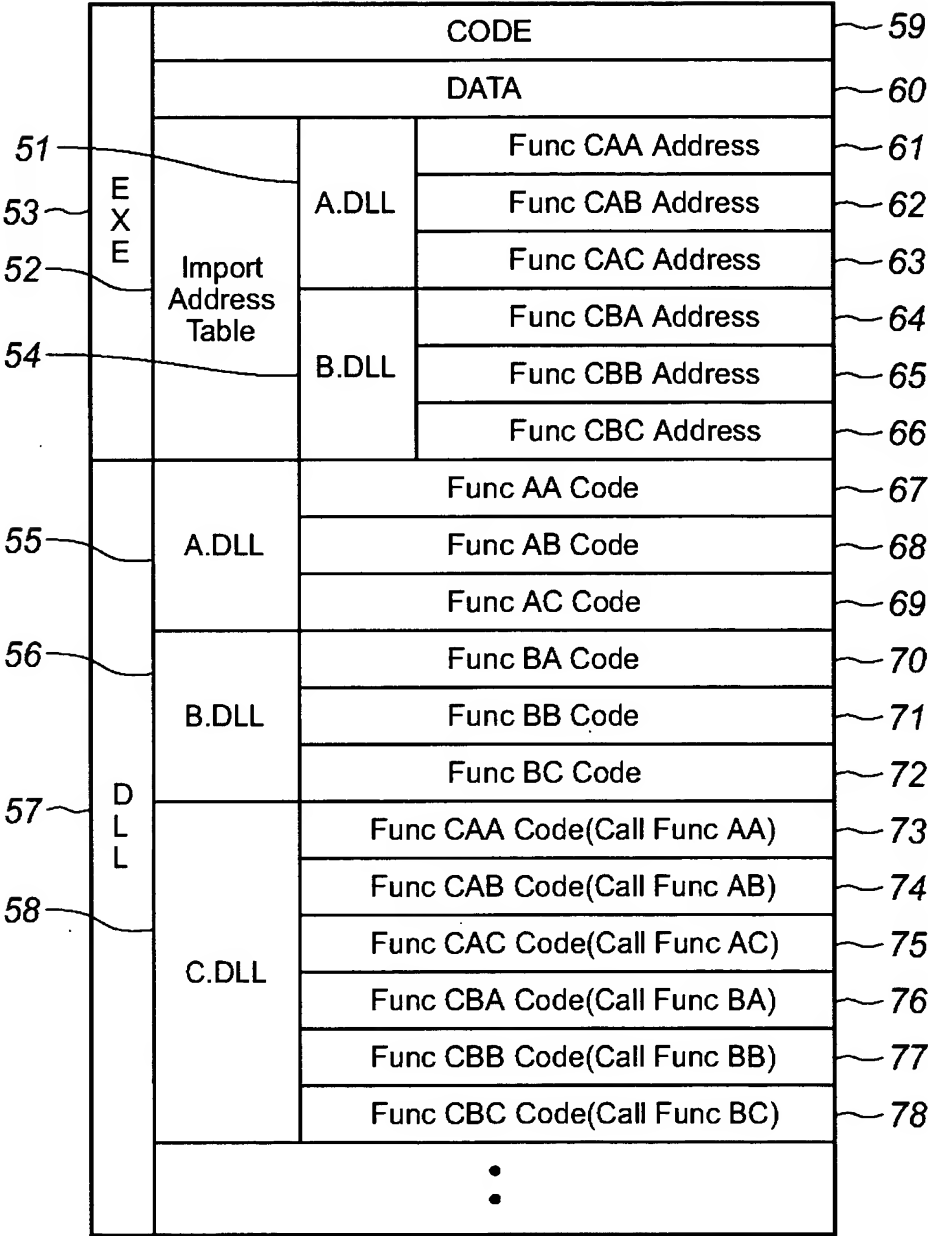 CODE 59
DATA 60
51
Func CAA Address 61
53
EXE
A.DLL
Func CAB Address 62
52
Import
Address
Table
Func CAC Address 63
54
B.DLL
Func CBA Address 64
Func CBB Address 65
Func CBC Address 66
Func AA Code 67
55
A.DLL
Func AB Code 68
Func AC Code 69
56
Func BA Code 70
B.DLL
Func BB Code 71
Func BC Code 72
57
DLL
Func CAA Code(Call Func AA) 73
Func CAB Code(Call Func AB) 74
58
C.DLL
Func CAC Code(Call Func AC) 75
Func CBA Code(Call Func BA) 76
Func CBB Code(Call Func BB) 77
Func CBC Code(Call Func BC) 78